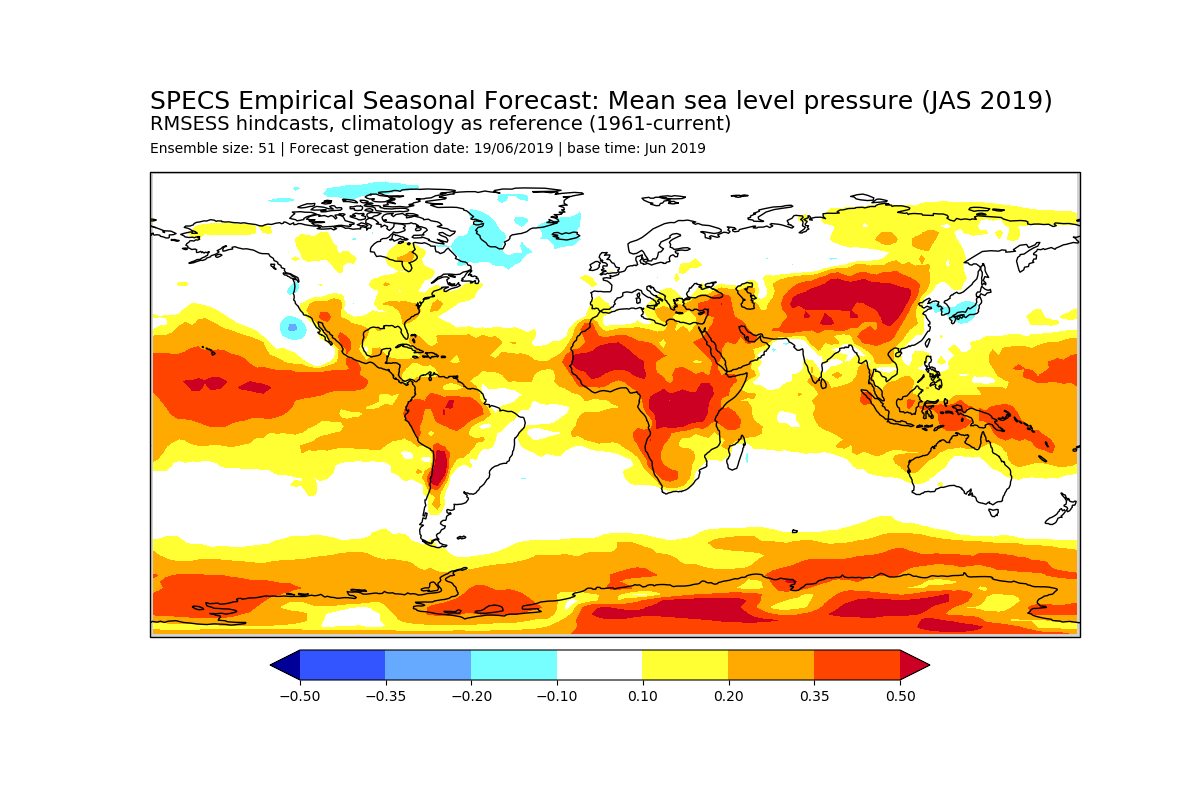 SPECS Empirical Seasonal Forecast: Mean sea level pressure (JAS 2019)
RMSESS hindcasts, climatology as reference (1961-current)
Ensemble size: 51 | Forecast generation date: 19/06/2019 | base time: Jun 2019
−0.50 −0.35 −0.20 −0.10 0.10 0.20 0.35 0.50